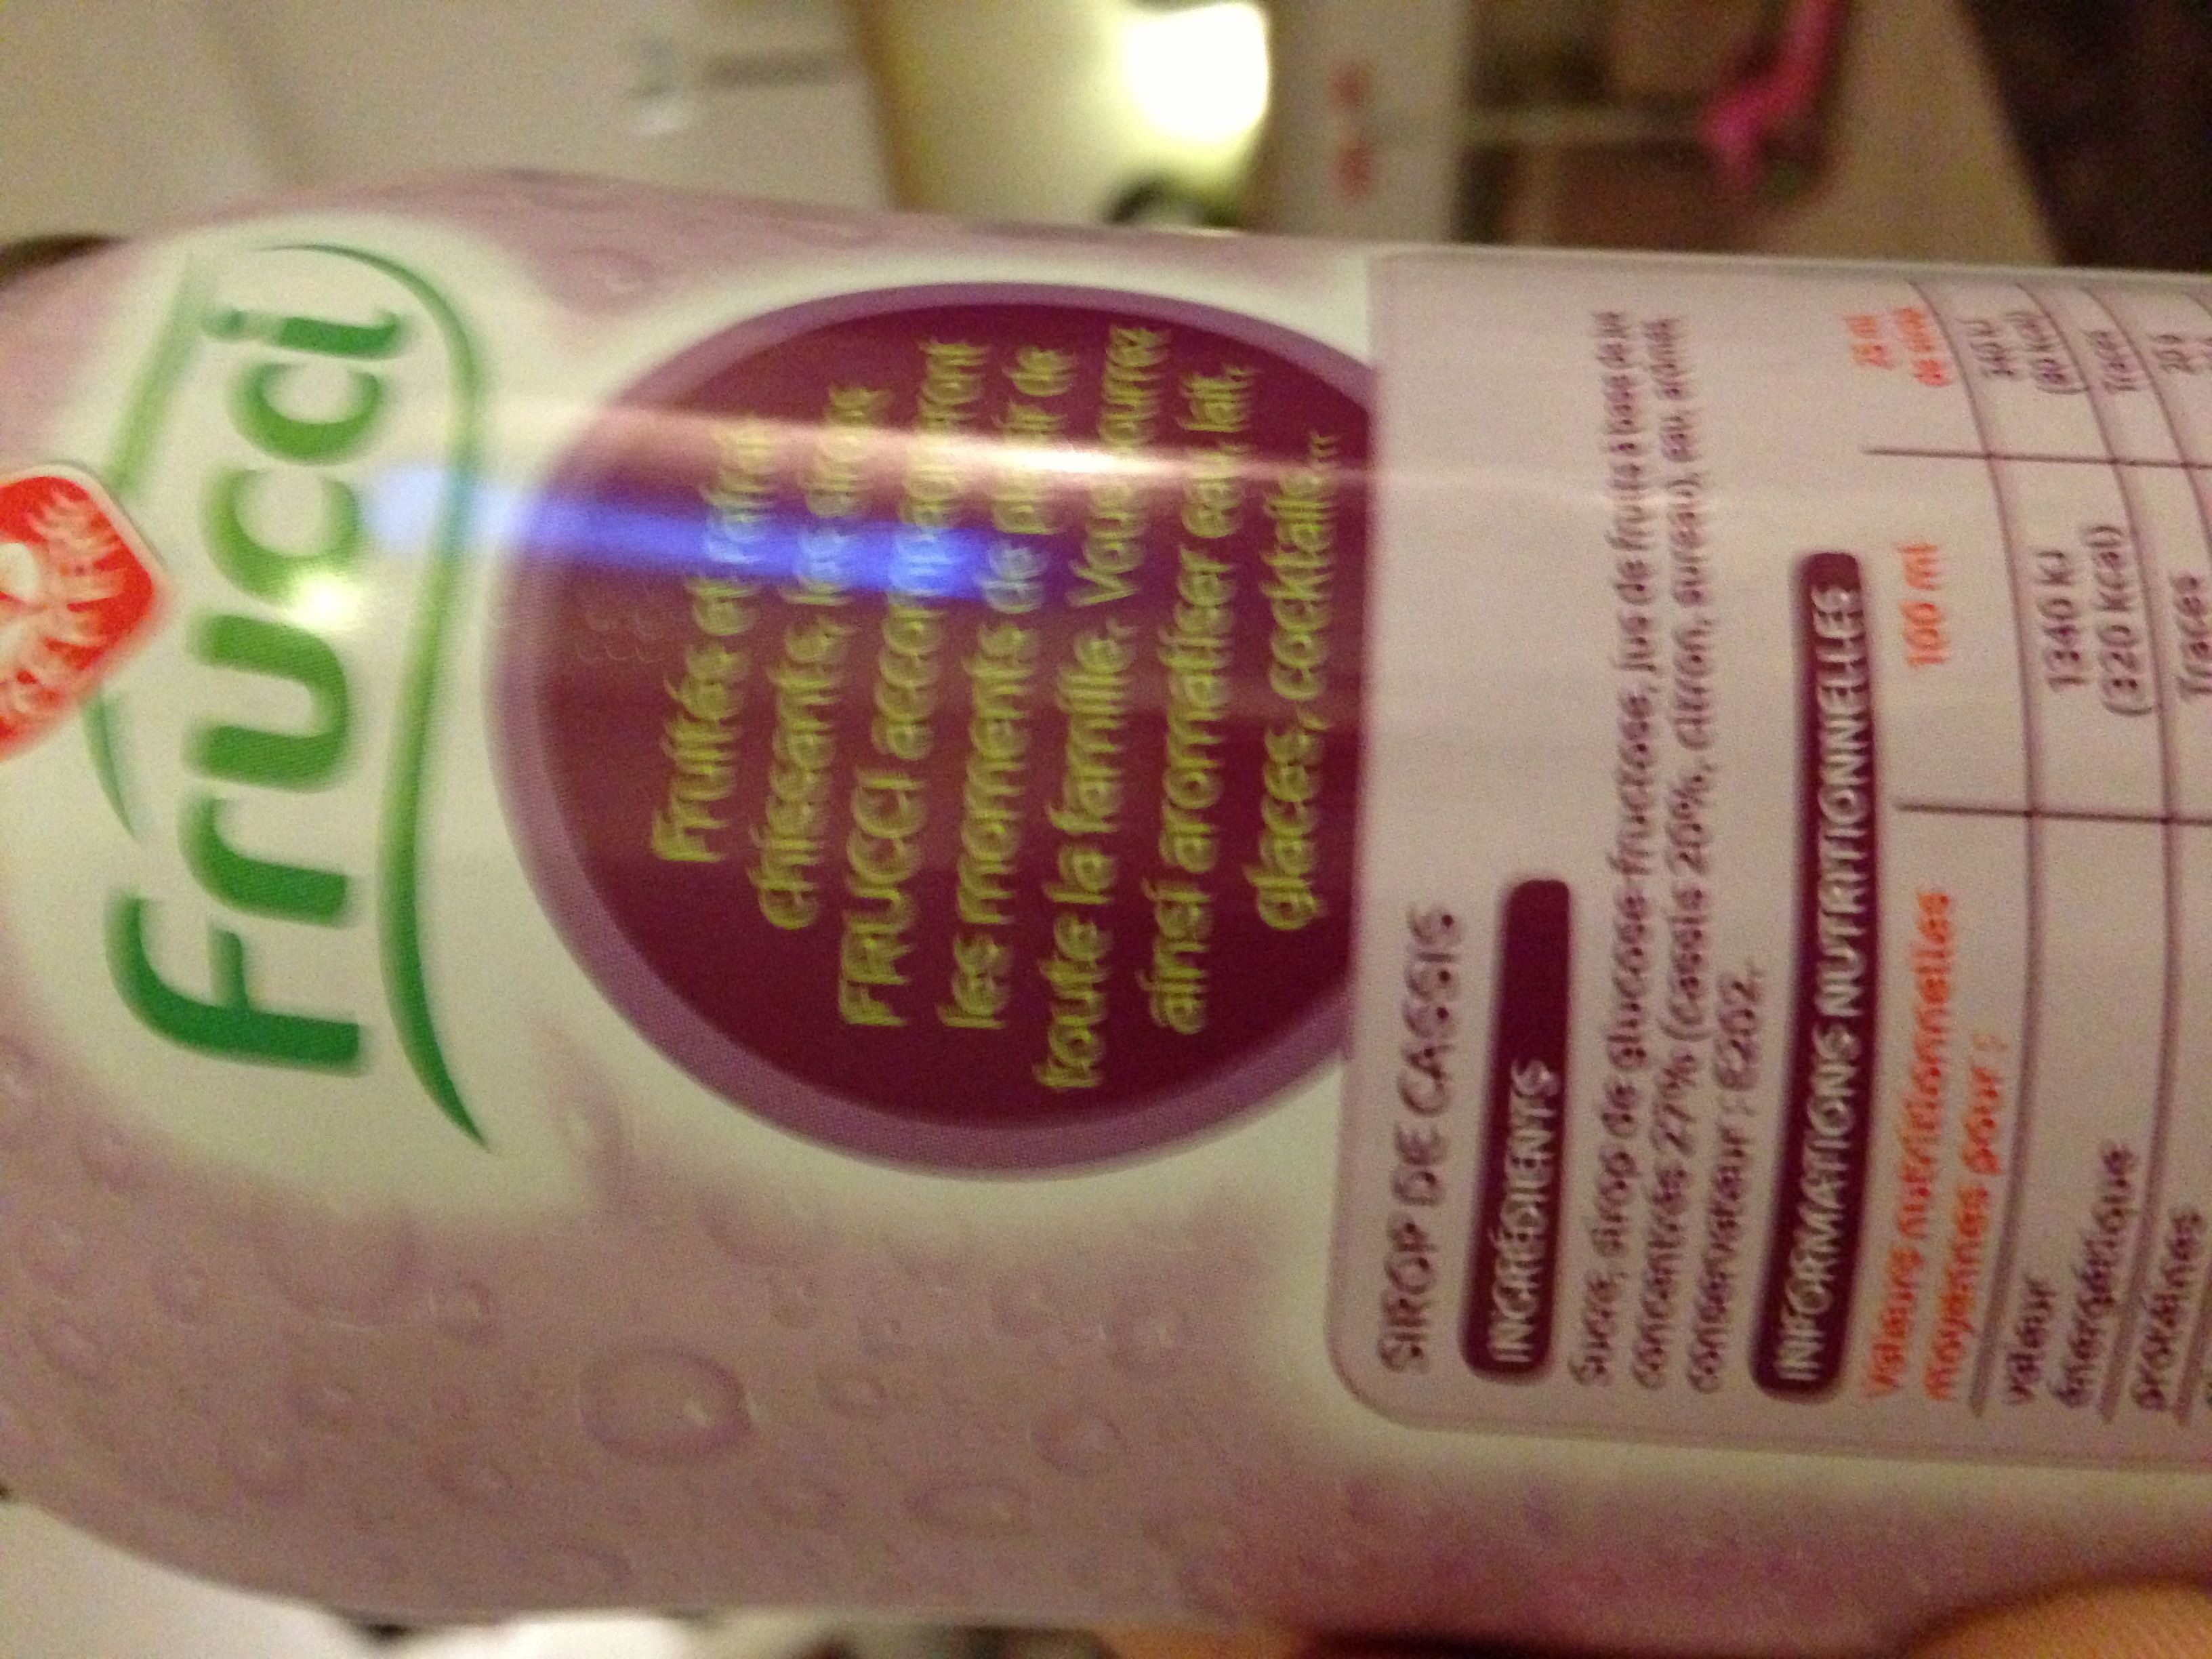 Frucci
Fruités et rafraî
chissants, les sirops
FRUCCI accompagneront
les moments de plaisir de
toute la famille. Vous pourrez
ainsi aromatiser eau, lait,
glaces, cocktails...
SIROP DE CASSIS
INGRÉDIENTS
Sucre, sirop de glucose-fructose, jus de fruits à base de jus
concentrés 27% (cassis 20%, citron, sureau), eau, arôme,
conservateur : E202.
INFORMATIONS NUTRITIONNELLES
Valeurs nutritionnelles
moyennes pour :
100 ml
valeur
énergétique
1340 kJ
(320 kcal)
(80 kcal)
protéines
Traces
Traces